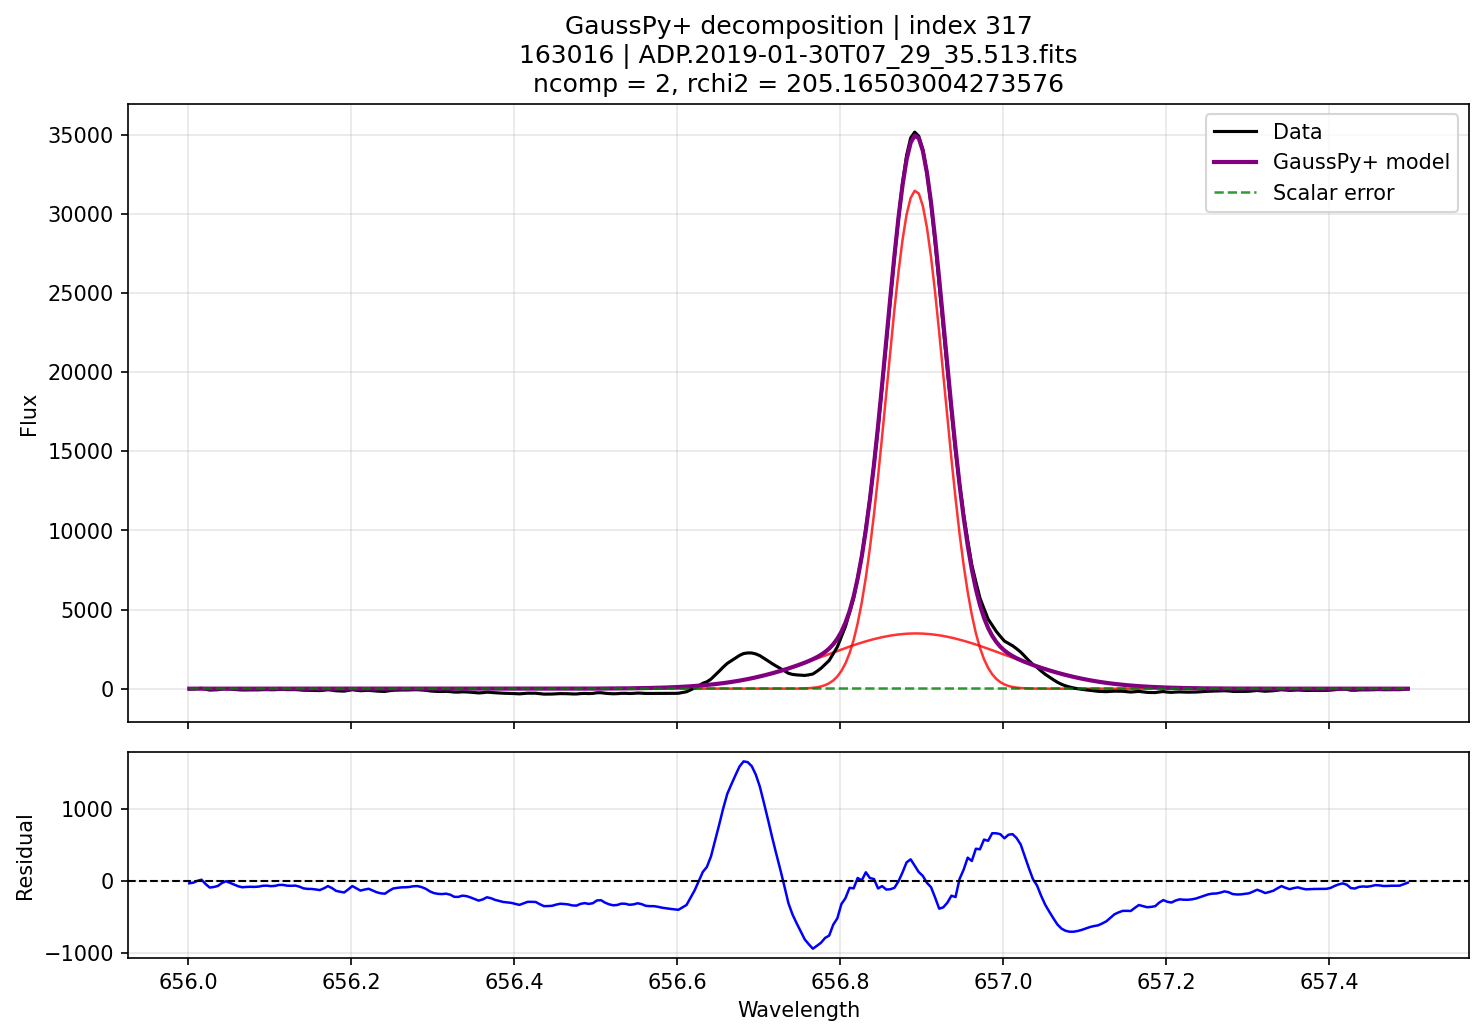 GaussPy+ decomposition | index 317
163016 | ADP.2019-01-30T07_29_35.513.fits
ncomp = 2, rchi2 = 205.16503004273576
Data
GaussPy+ model
Scalar error
35000
30000
25000
20000
15000
10000
5000
0
Flux
1000
0
−1000
Residual
656.0
656.2
656.4
656.6
656.8
657.0
657.2
657.4
Wavelength